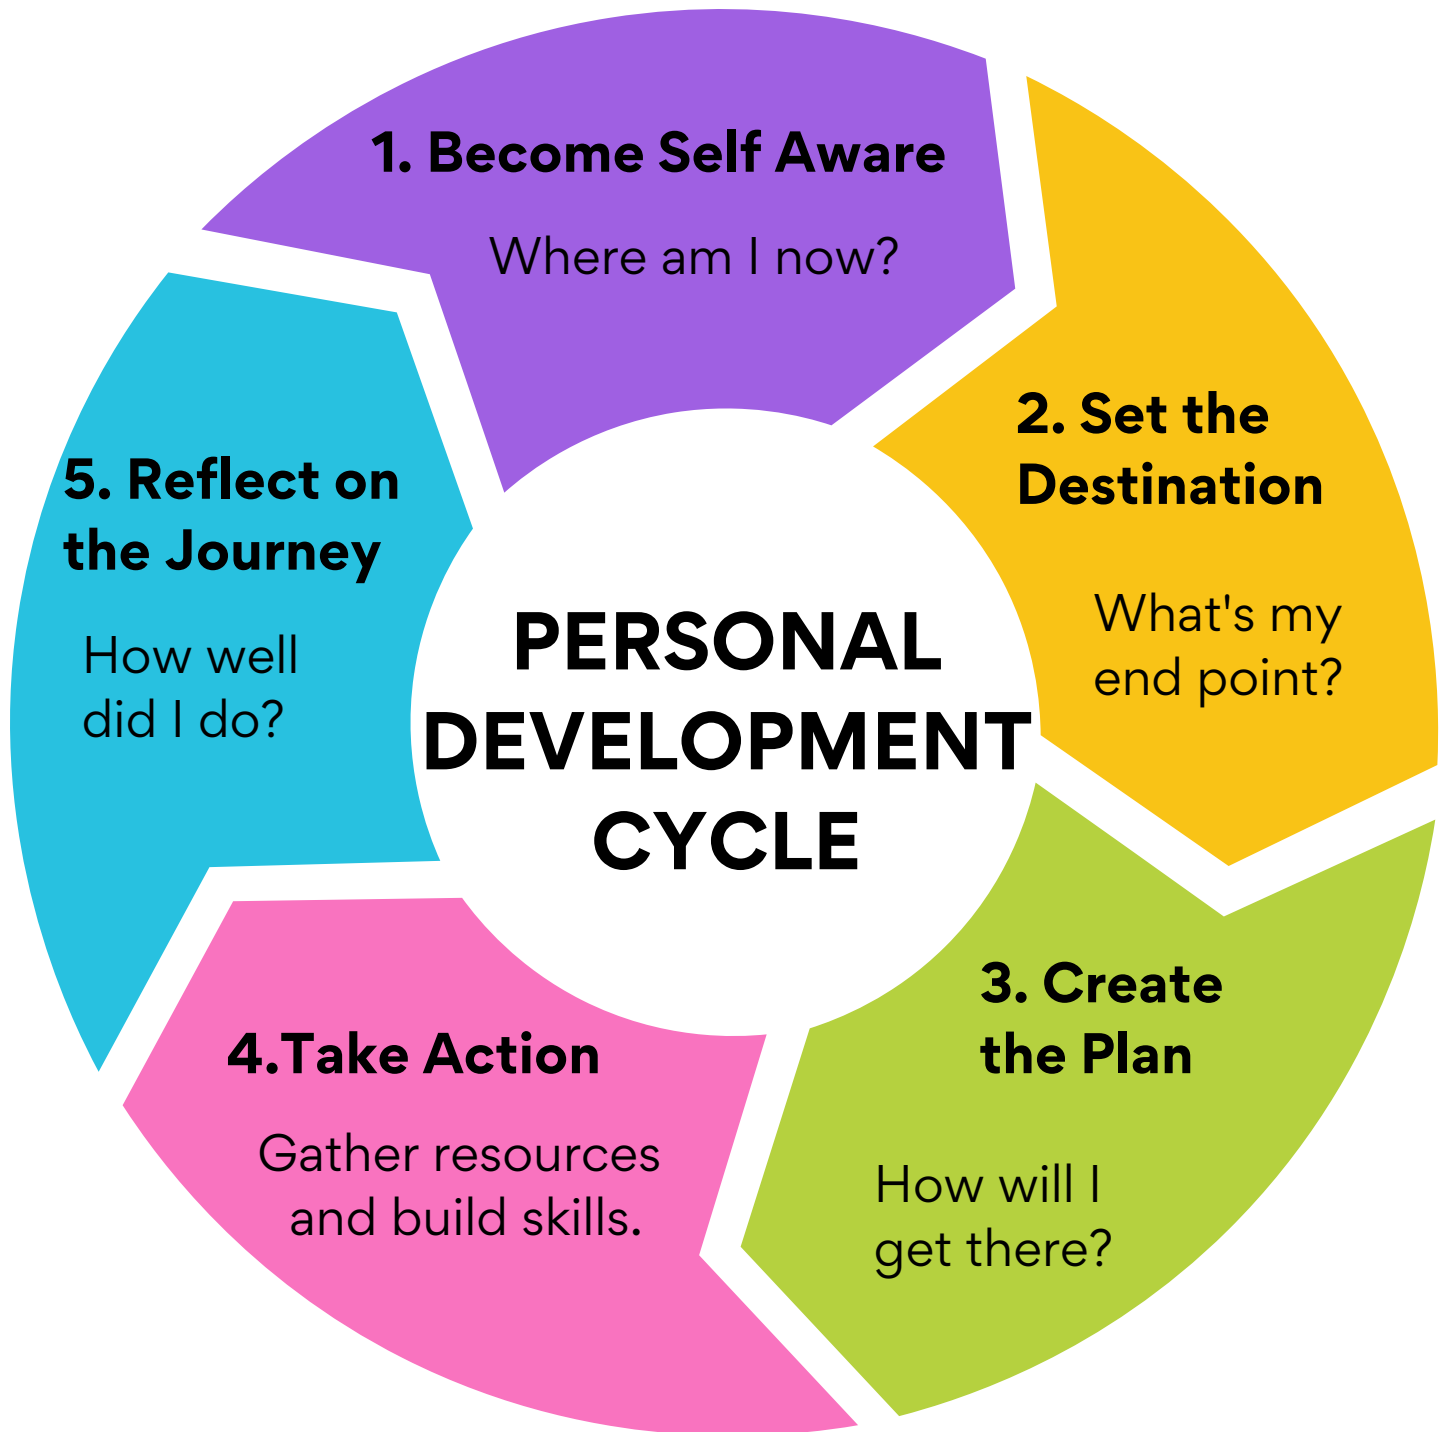 1. Become Self Aware
Where am I now?
2. Set the
Destination
What's my
end point?
3. Create
the Plan
How will I
get there?
4.Take Action
Gather resources
and build skills.
5. Reflect on
the Journey
How well
did I do?
PERSONAL
DEVELOPMENT
CYCLE